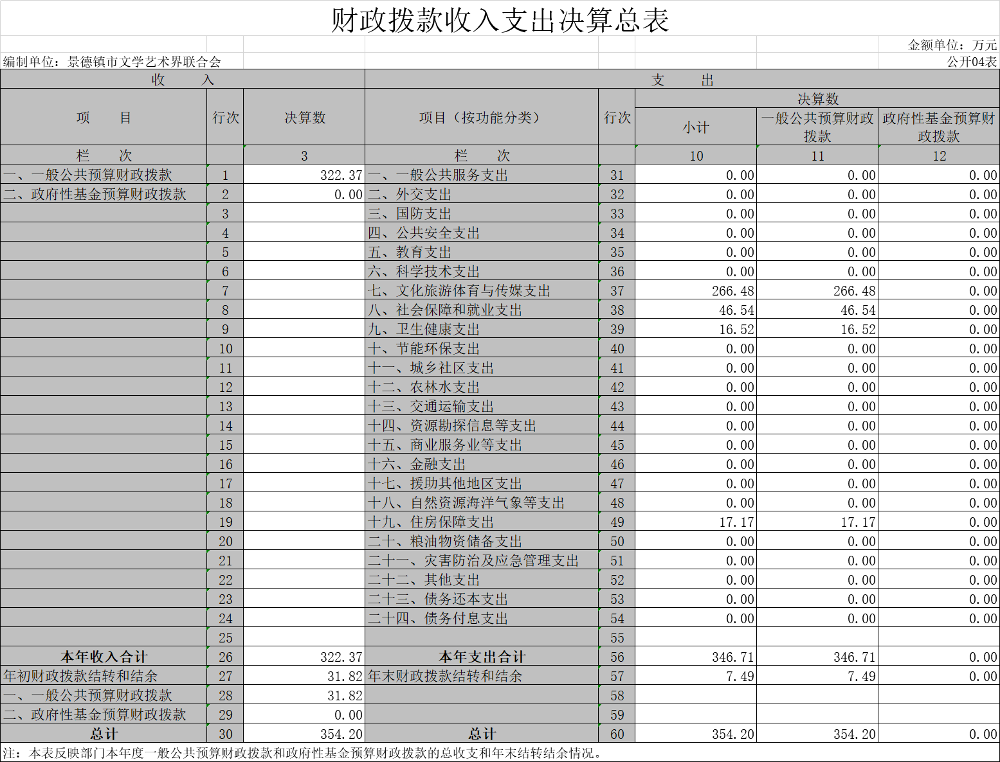 财政拨款收入支出决算总表
金额单位：万元
编制单位：景德镇市文学艺术界联合会 公开04表
收 入 支 出
项 目 行次 决算数 项目（按功能分类） 行次 决算数
小计 一般公共预算财政拨款 政府性基金预算财政拨款
栏 次 3 栏 次 10 11 12
一、一般公共预算财政拨款 1 322.37 一、一般公共服务支出 31 0.00 0.00 0.00
二、政府性基金预算财政拨款 2 0.00 二、外交支出 32 0.00 0.00 0.00
3 三、国防支出 33 0.00 0.00 0.00
4 四、公共安全支出 34 0.00 0.00 0.00
5 五、教育支出 35 0.00 0.00 0.00
6 六、科学技术支出 36 0.00 0.00 0.00
7 七、文化旅游体育与传媒支出 37 266.48 266.48 0.00
8 八、社会保障和就业支出 38 46.54 46.54 0.00
9 九、卫生健康支出 39 16.52 16.52 0.00
10 十、节能环保支出 40 0.00 0.00 0.00
11 十一、城乡社区支出 41 0.00 0.00 0.00
12 十二、农林水支出 42 0.00 0.00 0.00
13 十三、交通运输支出 43 0.00 0.00 0.00
14 十四、资源勘探信息等支出 44 0.00 0.00 0.00
15 十五、商业服务业等支出 45 0.00 0.00 0.00
16 十六、金融支出 46 0.00 0.00 0.00
17 十七、援助其他地区支出 47 0.00 0.00 0.00
18 十八、自然资源海洋气象等支出 48 0.00 0.00 0.00
19 十九、住房保障支出 49 17.17 17.17 0.00
20 二十、粮油物资储备支出 50 0.00 0.00 0.00
21 二十一、灾害防治及应急管理支出 51 0.00 0.00 0.00
22 二十二、其他支出 52 0.00 0.00 0.00
23 二十三、债务还本支出 53 0.00 0.00 0.00
24 二十四、债务付息支出 54 0.00 0.00 0.00
25 55
本年收入合计 26 322.37 本年支出合计 56 346.71 346.71 0.00
年初财政拨款结转和结余 27 31.82 年末财政拨款结转和结余 57 7.49 7.49 0.00
一、一般公共预算财政拨款 28 31.82 58
二、政府性基金预算财政拨款 29 0.00 59
总计 30 354.20 总计 60 354.20 354.20 0.00
注：本表反映部门本年度一般公共预算财政拨款和政府性基金预算财政拨款的总收支和年末结转结余情况。